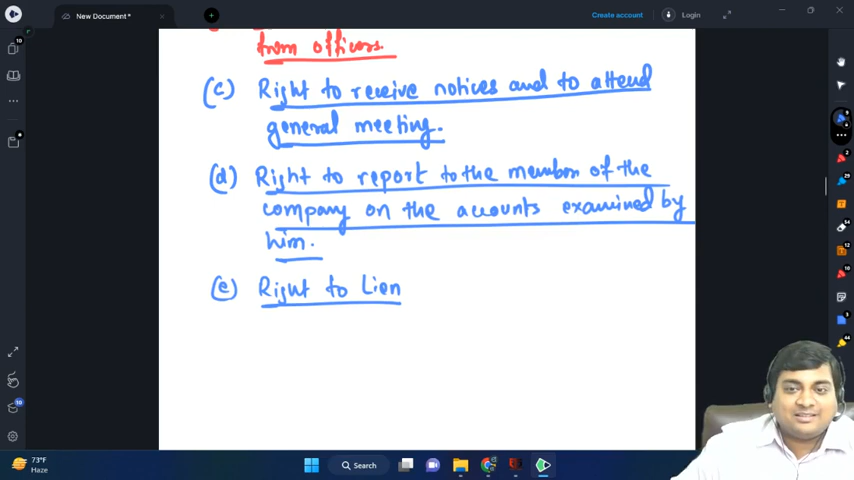 New Document*
Create account
Login
from officers.
(c) Right to receive notices and to attend
general meeting.
(d) Right to report to the member of the
company on the accounts examined by
him.
(e) Right to Lien
73°F
Haze
Search